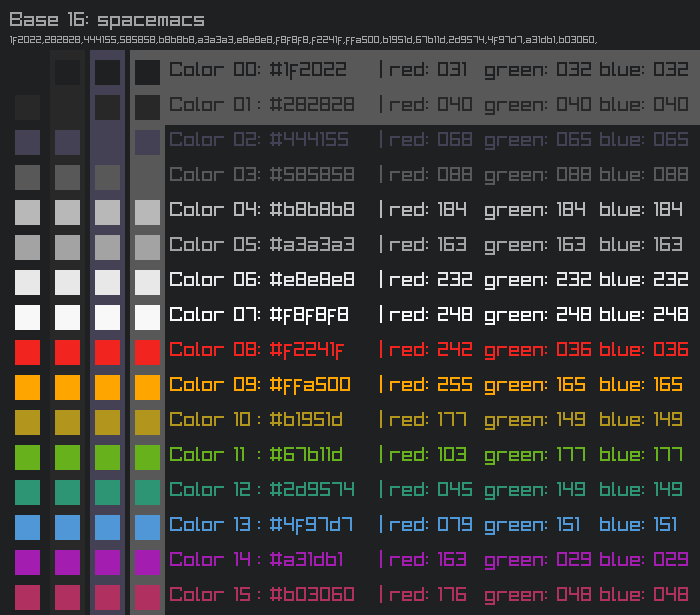 Base 16: spacemacs
1f2022,282828,444155,585858,b8b8b8,a3a3a3,e8e8e8,f8f8f8,f2241f,ffa500,b1951d,67b11d,2d9574,4f97d7,a31db1,b03060,
Color 00: #1f2022 | red: 031 green: 032 blue: 032
Color 01 : #282828 | red: 040 green: 040 blue: 040
Color 02: #444155 | red: 068 green: 065 blue: 065
Color 03: #585858 | red: 088 green: 088 blue: 088
Color 04: #b8b8b8 | red: 184 green: 184 blue: 184
Color 05: #a3a3a3 | red: 163 green: 163 blue: 163
Color 06: #e8e8e8 | red: 232 green: 232 blue: 232
Color 07: #f8f8f8 | red: 248 green: 248 blue: 248
Color 08: #f2241f | red: 242 green: 036 blue: 036
Color 09: #ffa500 | red: 255 green: 165 blue: 165
Color 10 : #b1951d | red: 177 green: 149 blue: 149
Color 11 : #67b11d | red: 103 green: 177 blue: 177
Color 12 : #2d9574 | red: 045 green: 149 blue: 149
Color 13 : #4f97d7 | red: 079 green: 151 blue: 151
Color 14 : #a31db1 | red: 163 green: 029 blue: 029
Color 15 : #b03060 | red: 176 green: 048 blue: 048